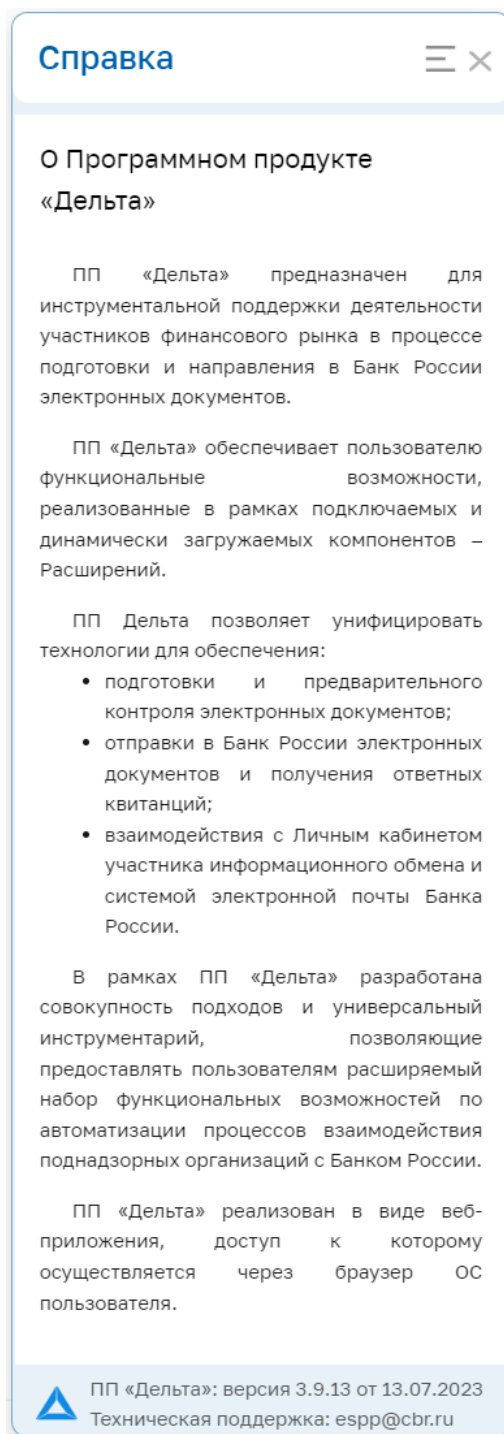 Справка
О Программном продукте
«Дельта»
ПП «Дельта» предназначен для
инструментальной поддержки деятельности
участников финансового рынка в процессе
подготовки и направления в Банк России
электронных документов.
ПП «Дельта» обеспечивает пользователю
функциональные возможности,
реализованные в рамках подключаемых и
динамически загружаемых компонентов –
Расширений.
ПП Дельта позволяет унифицировать
технологии для обеспечения:
• подготовки и предварительного
контроля электронных документов;
• отправки в Банк России электронных
документов и получения ответных
квитанций;
• взаимодействия с Личным кабинетом
участника информационного обмена и
системой электронной почты Банка
России.
В рамках ПП «Дельта» разработана
совокупность подходов и универсальный
инструментарий, позволяющие
предоставлять пользователям расширяемый
набор функциональных возможностей по
автоматизации процессов взаимодействия
поднадзорных организаций с Банком России.
ПП «Дельта» реализован в виде веб-
приложения, доступ к которому
осуществляется через браузер ОС
пользователя.
ПП «Дельта»: версия 3.9.13 от 13.07.2023
Техническая поддержка: espp@cbr.ru